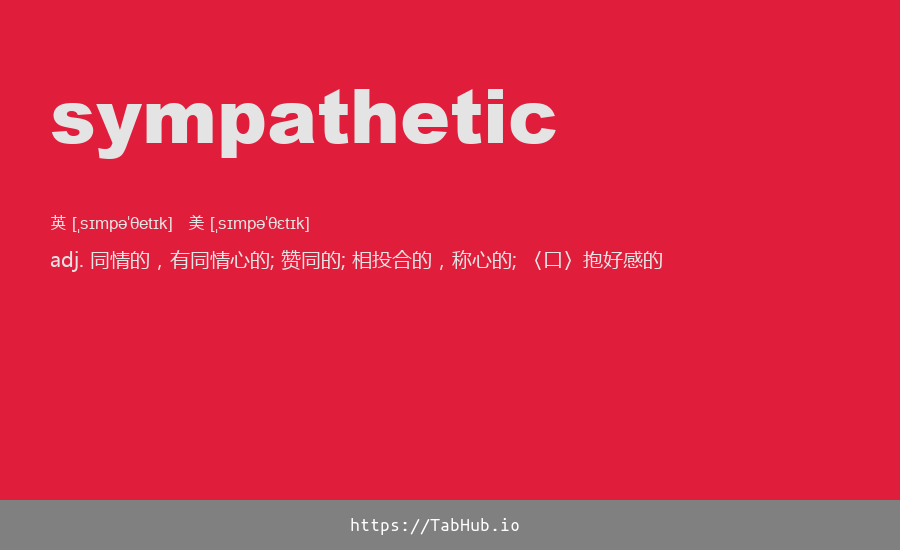 sympathetic
英 [ˌsɪmpəˈθetɪk] 美 [ˌsɪmpəˈθɛtɪk]
adj. 同情的，有同情心的; 赞同的; 相投合的，称心的; 〈口〉抱好感的
https://TabHub.io